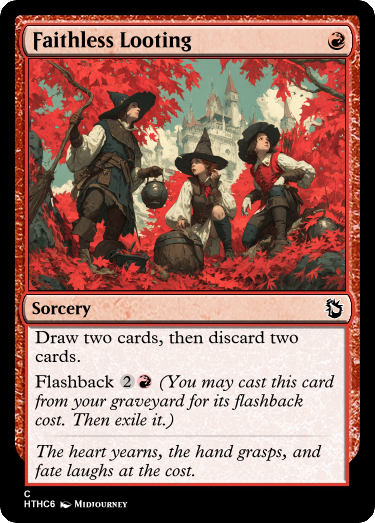 Faithless Looting
Sorcery
Draw two cards, then discard two
cards.
Flashback 2 (You may cast this card
from your graveyard for its flashback
cost. Then exile it.)
The heart yearns, the hand grasps, and
fate laughs at the cost.
C
HTHC6 Midjourney